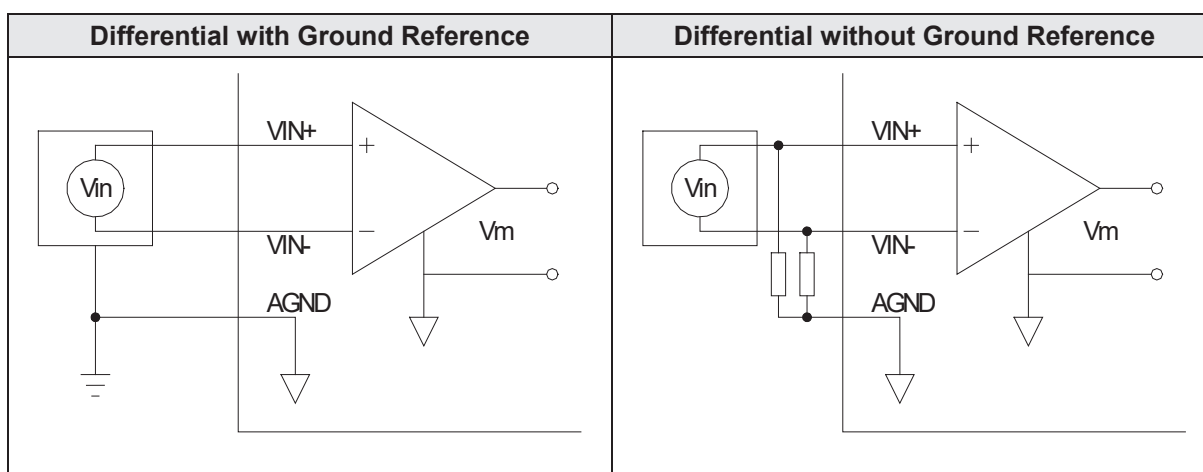 Differential with Ground Reference
Differential without Ground Reference
VIN+
+
Vin
−
VIN-
Vm
AGND
VIN+
+
Vin
−
VIN-
Vm
AGND